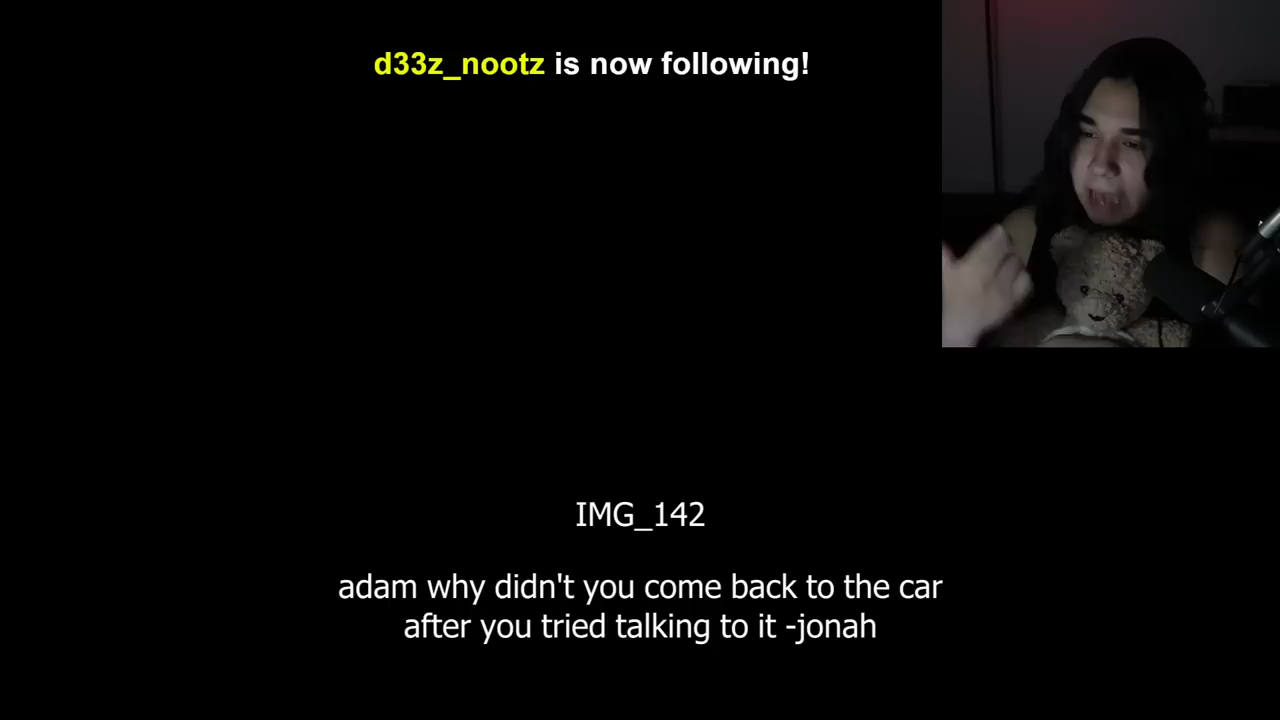 d33z_nootz is now following!
IMG_142
adam why didn't you come back to the car
after you tried talking to it -jonah